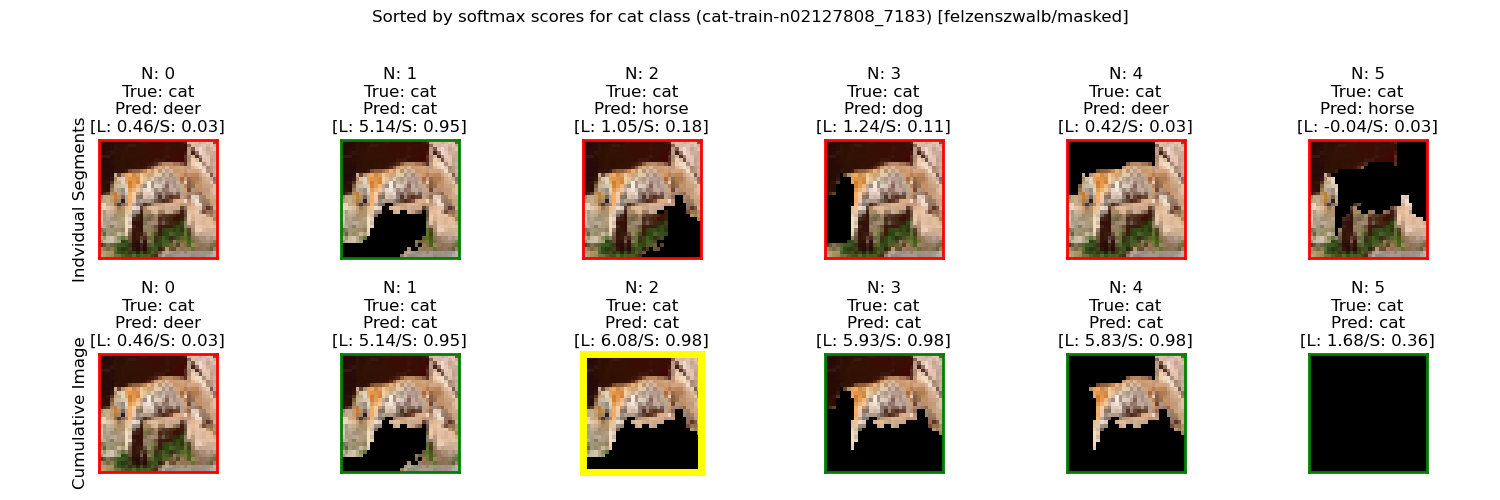 Sorted by softmax scores for cat class (cat-train-n02127808_7183) [felzenszwalb/masked]
Indvidual Segments
N: 0
True: cat
Pred: deer
[L: 0.46/S: 0.03]
N: 1
True: cat
Pred: cat
[L: 5.14/S: 0.95]
N: 2
True: cat
Pred: horse
[L: 1.05/S: 0.18]
N: 3
True: cat
Pred: dog
[L: 1.24/S: 0.11]
N: 4
True: cat
Pred: deer
[L: 0.42/S: 0.03]
N: 5
True: cat
Pred: horse
[L: -0.04/S: 0.03]
Cumulative Image
N: 0
True: cat
Pred: deer
[L: 0.46/S: 0.03]
N: 1
True: cat
Pred: cat
[L: 5.14/S: 0.95]
N: 2
True: cat
Pred: cat
[L: 6.08/S: 0.98]
N: 3
True: cat
Pred: cat
[L: 5.93/S: 0.98]
N: 4
True: cat
Pred: cat
[L: 5.83/S: 0.98]
N: 5
True: cat
Pred: cat
[L: 1.68/S: 0.36]